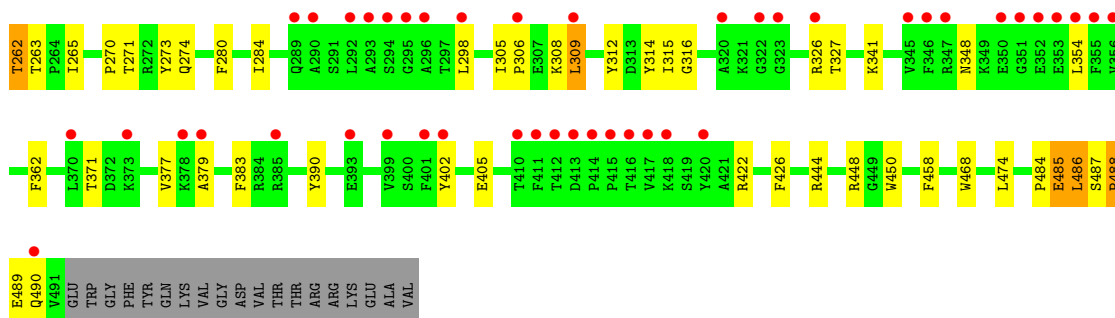 T262 T263 P264 I265 P270 T271 R272 Y273 Q274 F280 I284 Q289 A290 S291 L292 A293 S294 G295 A296 T297 L298 I305 P306 E307 K308 L309 Y312 D313 Y314 I315 G316 A320 K321 G322 G323 R326 T327 K341 V345 F346 R347 N348 K349 E350 G351 E352 E353 L354 F355 V356
F362 L370 T371 D372 K373 V377 K378 A379 F383 R384 R385 Y390 E393 V399 S400 F401 Y402 E405 T410 F411 T412 D413 P414 P415 T416 V417 K418 S419 Y420 A421 R422 F426 R444 R448 G449 W450 F458 W468 L474 P484 E485 L486 S487
E489 Q490 V491 GLU TRP GLY PHE TYR GLN LYS VAL GLY ASP VAL THR THR ARG ARG LYS GLU ALA VAL